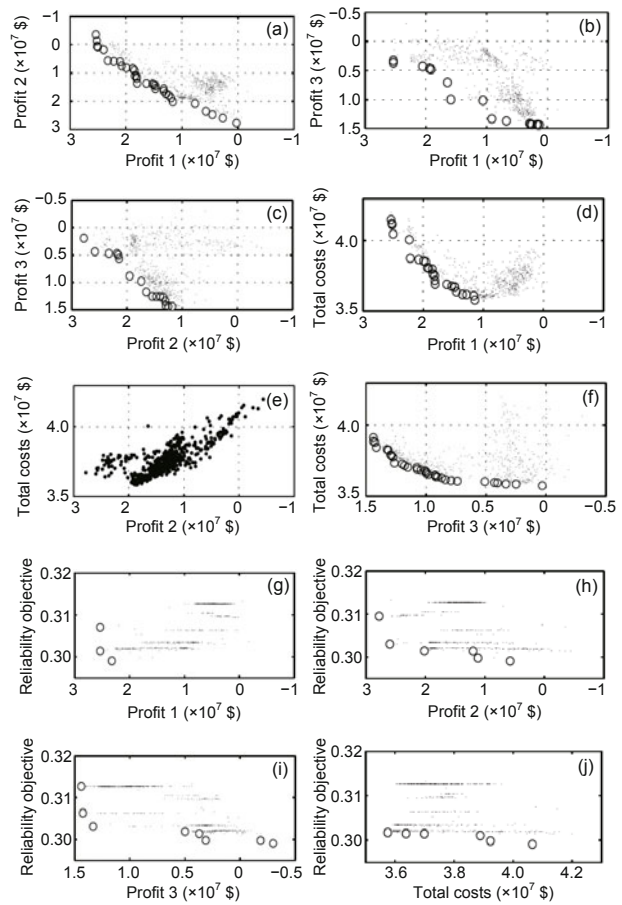 −1
0
1
2
3
Profit 2 (×10⁷ $)
(a)
3 2 1 0 −1
Profit 1 (×10⁷ $)
−0.5
0
0.5
1.0
1.5
Profit 3 (×10⁷ $)
(b)
3 2 1 0 −1
Profit 1 (×10⁷ $)
−0.5
0
0.5
1.0
1.5
Profit 3 (×10⁷ $)
(c)
3 2 1 0 −1
Profit 2 (×10⁷ $)
4.0
3.5
Total costs (×10⁷ $)
(d)
3 2 1 0 −1
Profit 1 (×10⁷ $)
4.0
3.5
Total costs (×10⁷ $)
(e)
3 2 1 0 −1
Profit 2 (×10⁷ $)
4.0
3.5
Total costs (×10⁷ $)
(f)
1.5 1.0 0.5 0 −0.5
Profit 3 (×10⁷ $)
0.32
0.31
0.30
Reliability objective
(g)
3 2 1 0 −1
Profit 1 (×10⁷ $)
0.32
0.31
0.30
Reliability objective
(h)
3 2 1 0 −1
Profit 2 (×10⁷ $)
0.32
0.31
0.30
Reliability objective
(i)
1.5 1.0 0.5 0 −0.5
Profit 3 (×10⁷ $)
0.32
0.31
0.30
Reliability objective
(j)
3.6 3.8 4.0 4.2
Total costs (×10⁷ $)